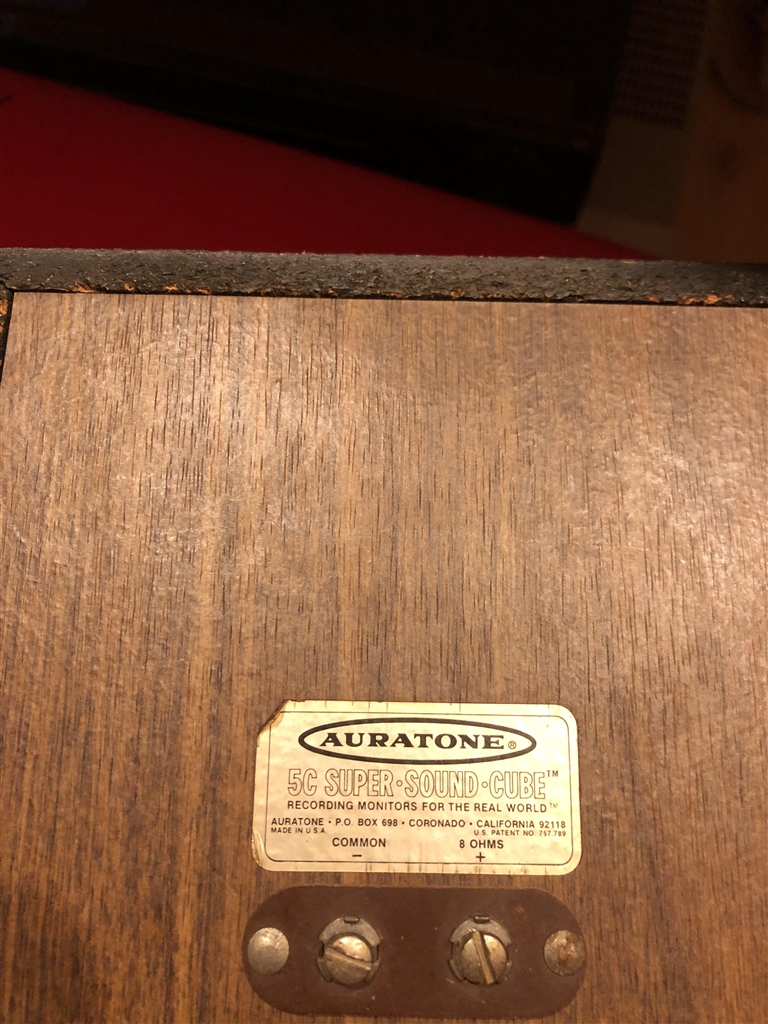 AURATONE®
5C SUPER·SOUND·CUBE™
RECORDING MONITORS FOR THE REAL WORLD™
AURATONE • P.O. BOX 698 • CORONADO • CALIFORNIA 92118
MADE IN U.S.A. U.S. PATENT NO. 757.789
COMMON 8 OHMS
− +